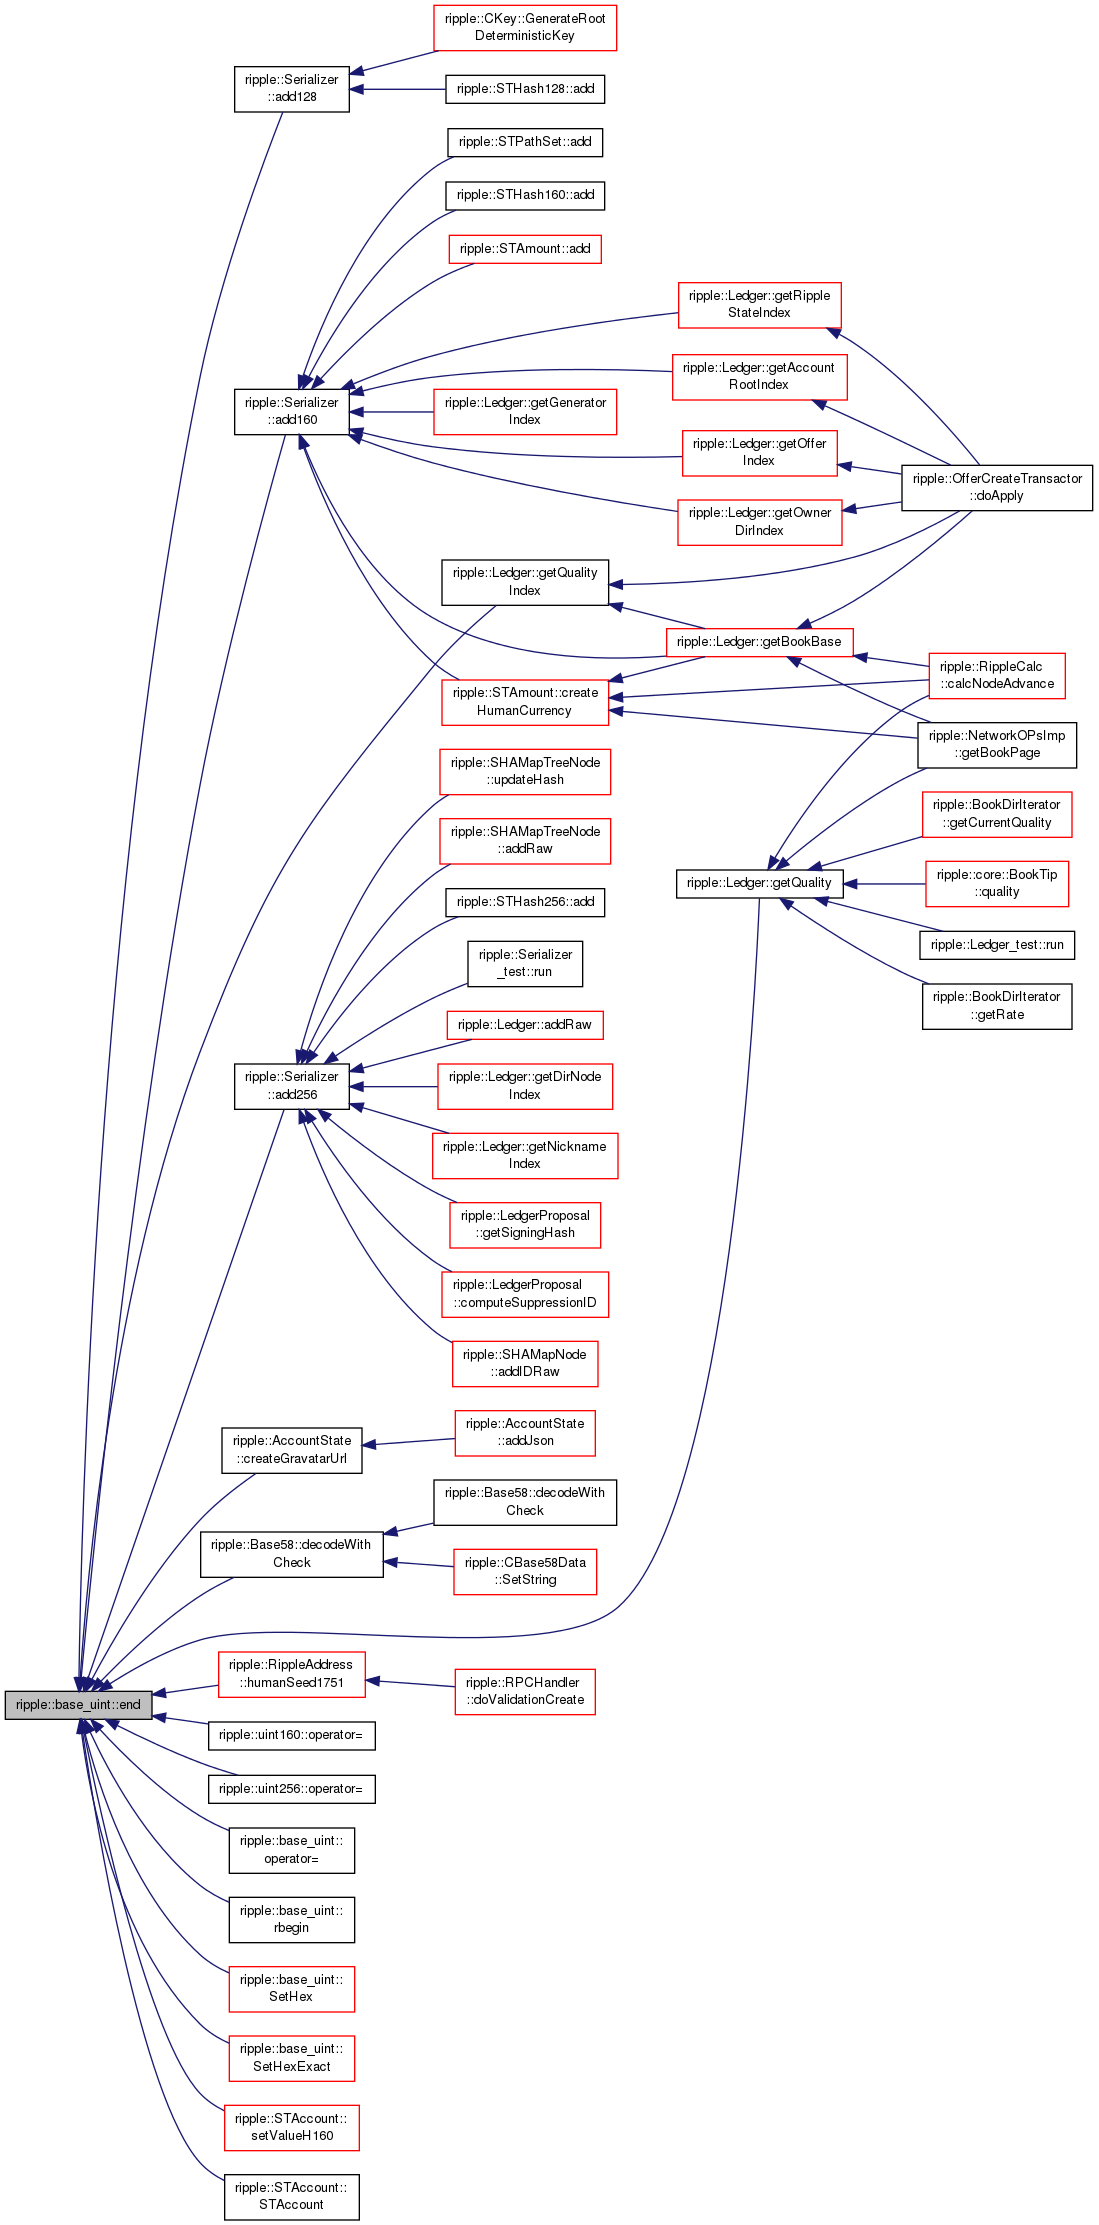 ripple::CKey::GenerateRoot
DeterministicKey
ripple::Serializer
::add128
ripple::STHash128::add
ripple::STPathSet::add
ripple::STHash160::add
ripple::STAmount::add
ripple::Ledger::getRipple
StateIndex
ripple::Ledger::getAccount
RootIndex
ripple::Serializer
::add160
ripple::Ledger::getGenerator
Index
ripple::Ledger::getOffer
Index
ripple::OfferCreateTransactor
::doApply
ripple::Ledger::getOwner
DirIndex
ripple::Ledger::getQuality
Index
ripple::Ledger::getBookBase
ripple::RippleCalc
::calcNodeAdvance
ripple::STAmount::create
HumanCurrency
ripple::NetworkOPsImp
::getBookPage
ripple::SHAMapTreeNode
::updateHash
ripple::BookDirIterator
::getCurrentQuality
ripple::SHAMapTreeNode
::addRaw
ripple::Ledger::getQuality
ripple::core::BookTip
::quality
ripple::STHash256::add
ripple::Ledger_test::run
ripple::Serializer
_test::run
ripple::BookDirIterator
::getRate
ripple::Ledger::addRaw
ripple::Serializer
::add256
ripple::Ledger::getDirNode
Index
ripple::Ledger::getNickname
Index
ripple::LedgerProposal
::getSigningHash
ripple::LedgerProposal
::computeSuppressionID
ripple::SHAMapNode
::addIDRaw
ripple::AccountState
::createGravatarUrl
ripple::AccountState
::addJson
ripple::Base58::decodeWith
Check
ripple::Base58::decodeWith
Check
ripple::CBase58Data
::SetString
ripple::RippleAddress
::humanSeed1751
ripple::RPCHandler
::doValidationCreate
ripple::base_uint::end
ripple::uint160::operator=
ripple::uint256::operator=
ripple::base_uint::
operator=
ripple::base_uint::
rbegin
ripple::base_uint::
SetHex
ripple::base_uint::
SetHexExact
ripple::STAccount::
setValueH160
ripple::STAccount::
STAccount